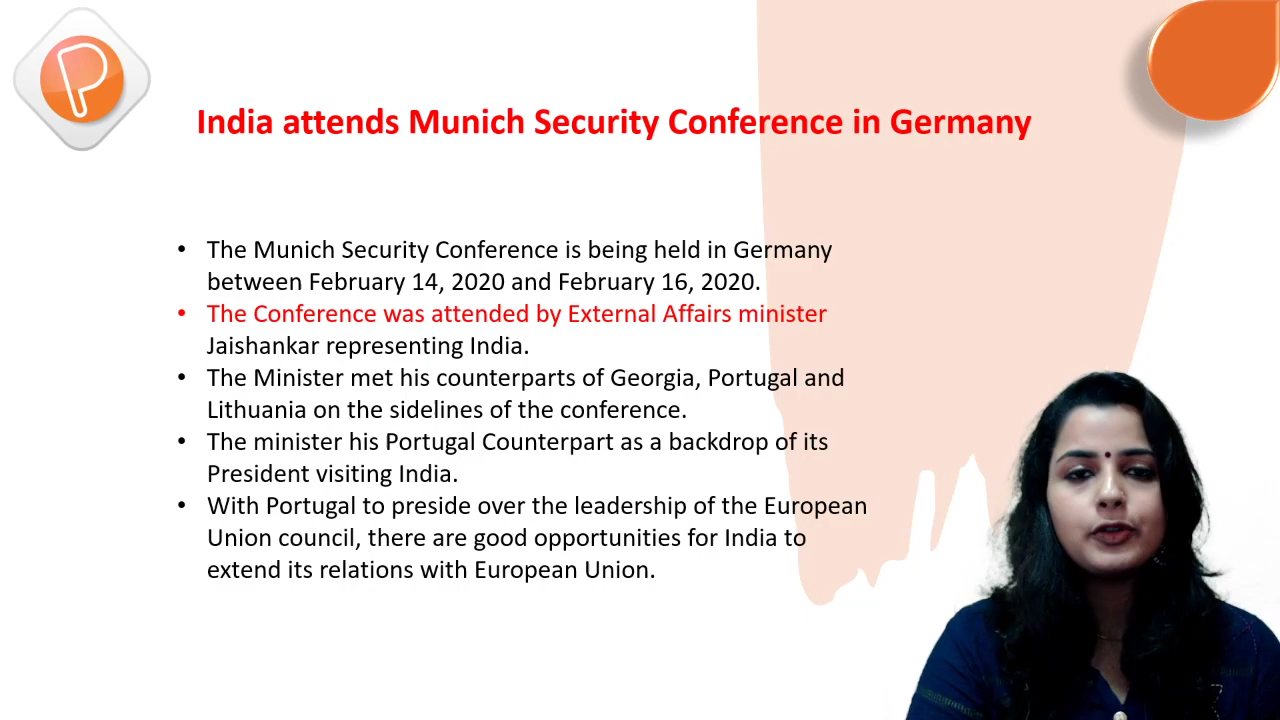 India attends Munich Security Conference in Germany
• The Munich Security Conference is being held in Germany
between February 14, 2020 and February 16, 2020.
• The Conference was attended by External Affairs minister
Jaishankar representing India.
• The Minister met his counterparts of Georgia, Portugal and
Lithuania on the sidelines of the conference.
• The minister his Portugal Counterpart as a backdrop of its
President visiting India.
• With Portugal to preside over the leadership of the European
Union council, there are good opportunities for India to
extend its relations with European Union.